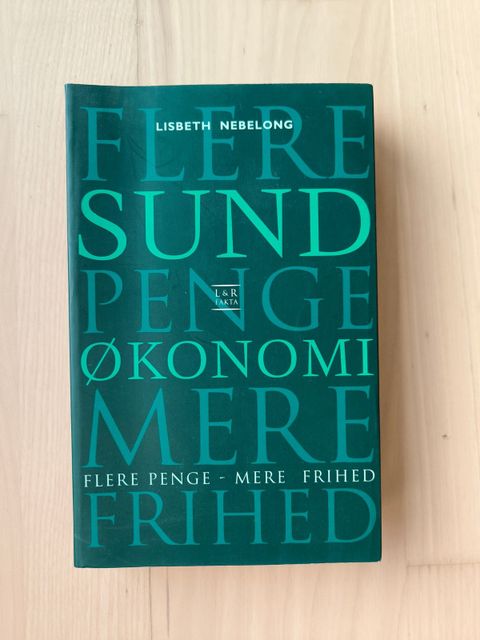 FLERE
LISBETH NEBELONG
SUND
PENGE
L & R
FAKTA
ØKONOMI
MERE
FLERE PENGE - MERE FRIHED
FRIHED